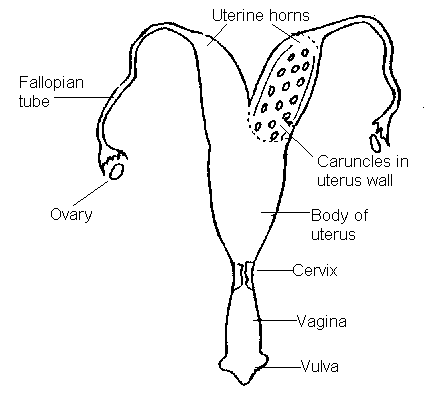 Uterine horns
Fallopian
tube
Caruncles in
uterus wall
Ovary
Body of
uterus
Cervix
Vagina
Vulva